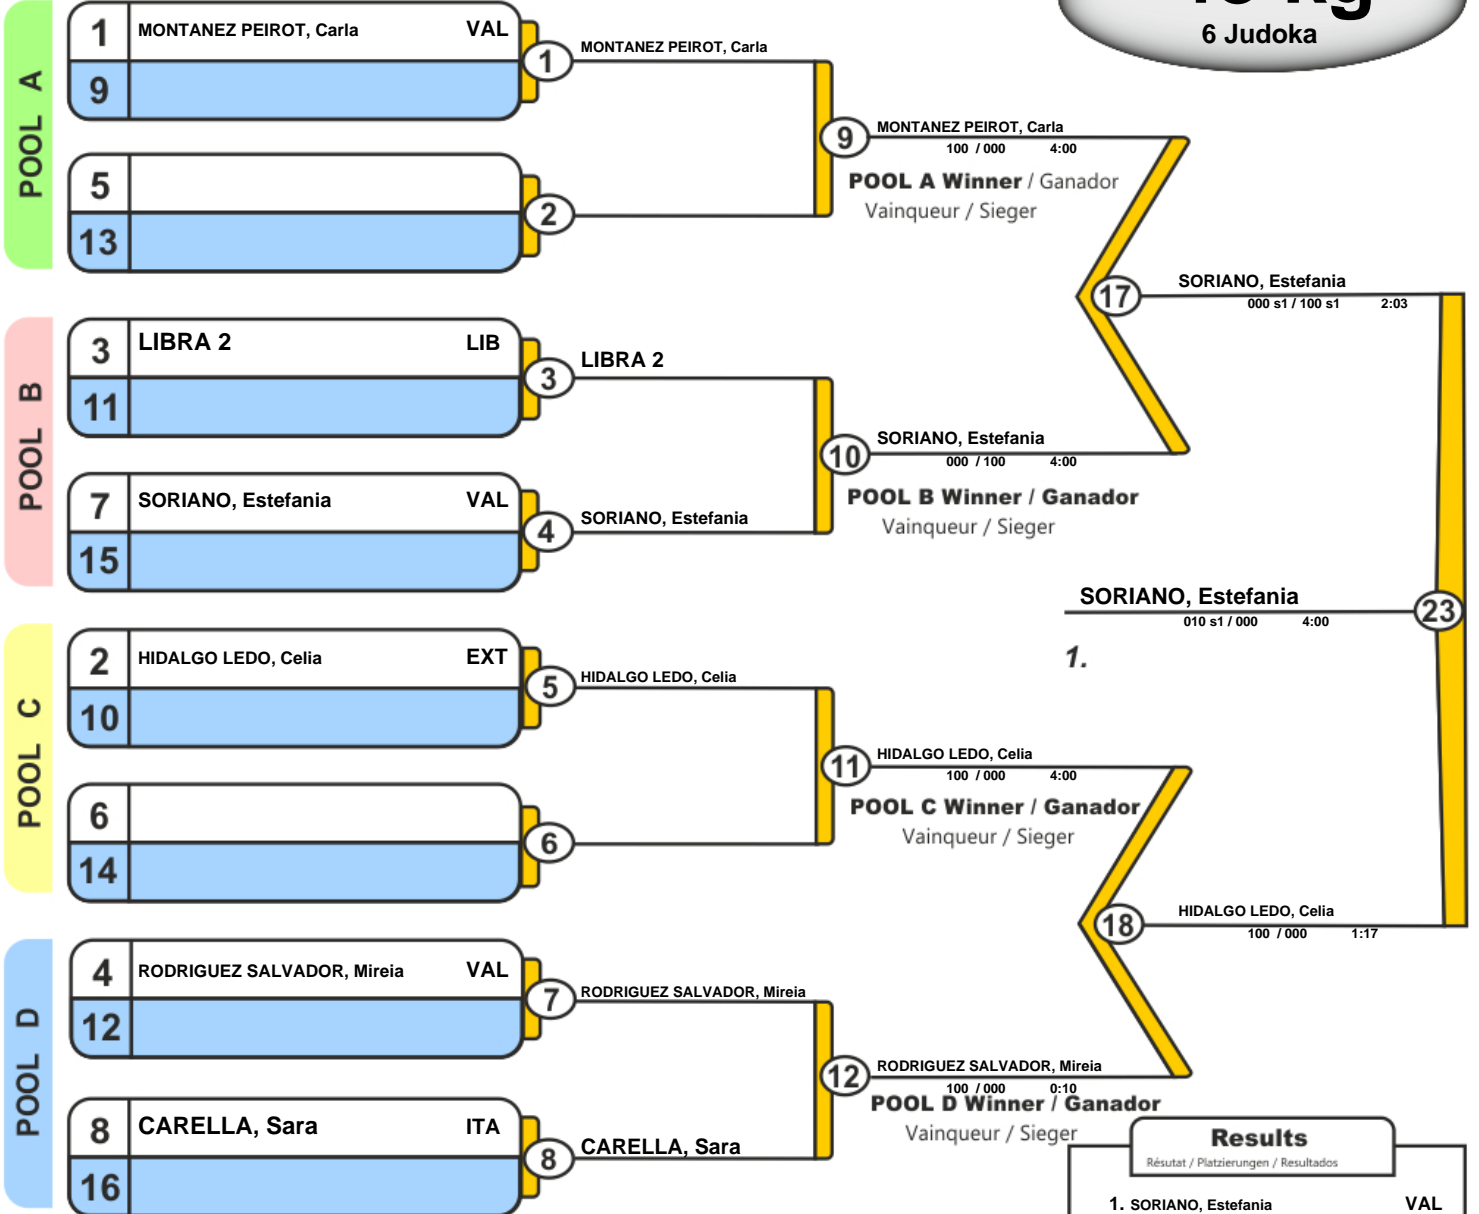 6 Judoka
POOL A
1 MONTANEZ PEIROT, Carla VAL
9
1
MONTANEZ PEIROT, Carla
5
13
2
9
MONTANEZ PEIROT, Carla
100 / 000 4:00
POOL A Winner / Ganador
Vainqueur / Sieger
POOL B
3 LIBRA 2 LIB
11
3
LIBRA 2
7 SORIANO, Estefania VAL
15
4
SORIANO, Estefania
10
SORIANO, Estefania
000 / 100 4:00
POOL B Winner / Ganador
Vainqueur / Sieger
17
SORIANO, Estefania
000 s1 / 100 s1 2:03
SORIANO, Estefania
010 s1 / 000 4:00
23
1.
POOL C
2 HIDALGO LEDO, Celia EXT
10
5
HIDALGO LEDO, Celia
6
14
6
11
HIDALGO LEDO, Celia
100 / 000 4:00
POOL C Winner / Ganador
Vainqueur / Sieger
18
HIDALGO LEDO, Celia
100 / 000 1:17
POOL D
4 RODRIGUEZ SALVADOR, Mireia VAL
12
7
RODRIGUEZ SALVADOR, Mireia
8 CARELLA, Sara ITA
16
8
CARELLA, Sara
12
RODRIGUEZ SALVADOR, Mireia
100 / 000 0:10
POOL D Winner / Ganador
Vainqueur / Sieger
Results
Résutat / Platzierungen / Resultados
1. SORIANO, Estefania VAL